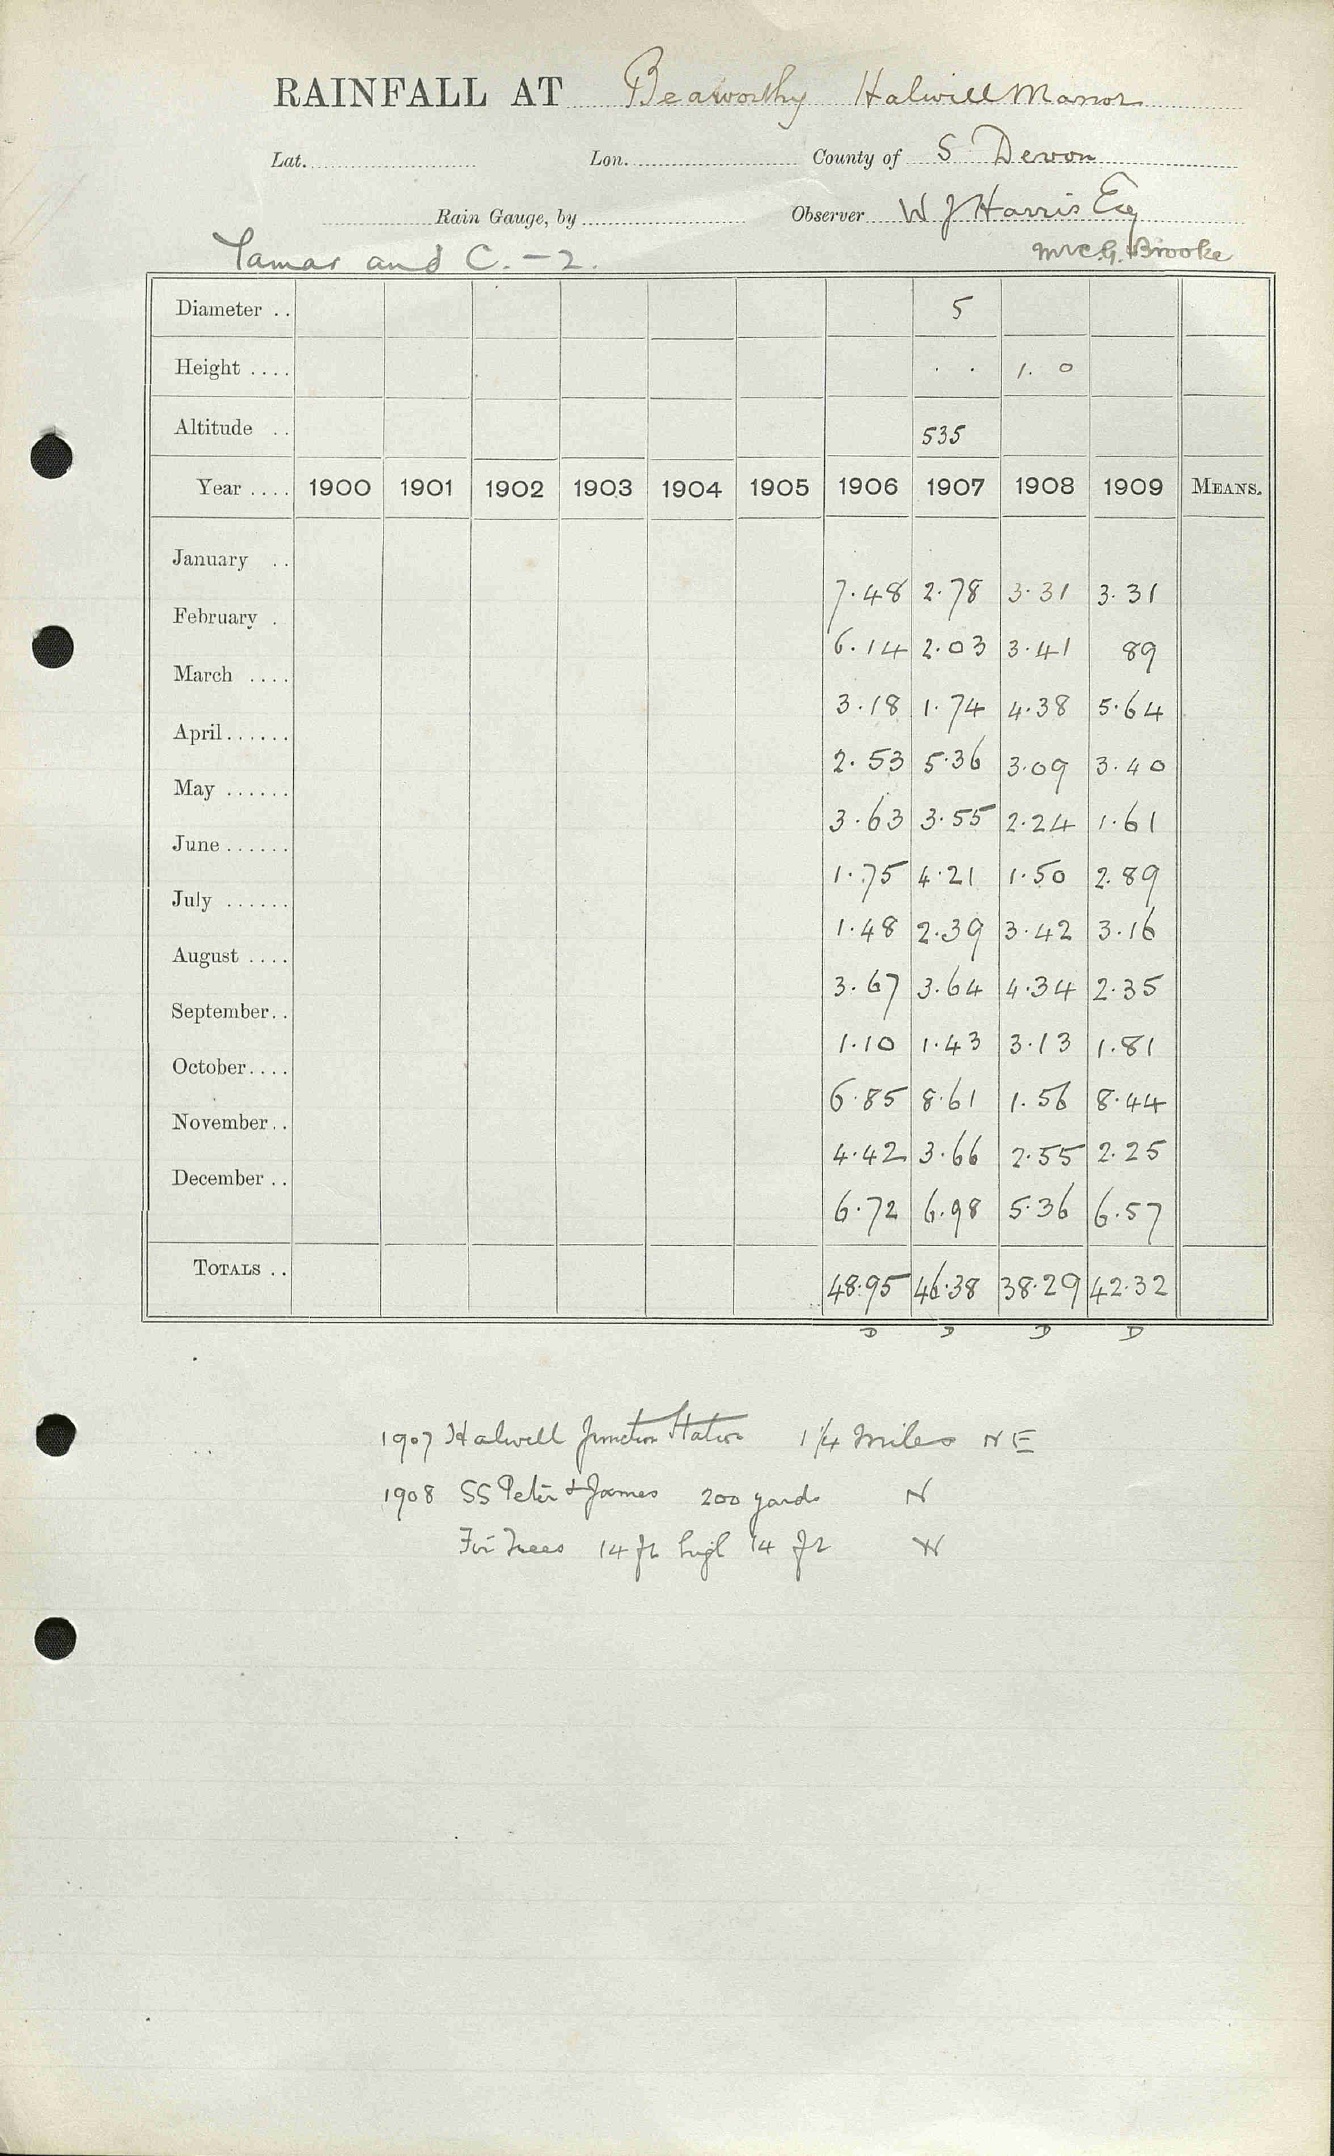 RAINFALL AT Beaworthy Halwill Manor
Lat. Lon. County of S Devon
Rain Gauge, by Observer W J Harris Esq
Tamar and C. - 2. C.G. Brooke
Diameter .. 5
Height .... . . 1. 0
Altitude .. 535
Year .... 1900 1901 1902 1903 1904 1905 1906 1907 1908 1909 MEANS.
January .. 7.48 2.78 3.31 3.31
February . 6.14 2.03 3.41 89
March .... 3.18 1.74 4.38 5.64
April...... 2.53 5.36 3.09 3.40
May ...... 3.63 3.55 2.24 1.61
June...... 1.75 4.21 1.50 2.89
July ...... 1.48 2.39 3.42 3.16
August .... 3.67 3.64 4.34 2.35
September.. 1.10 1.43 3.13 1.81
October.... 6.85 8.61 1.56 8.44
November.. 4.42 3.66 2.55 2.25
December.. 6.72 6.98 5.36 6.57
TOTALS .. 48.95 46.38 38.29 42.32
D D D D
1907 Halwell Junction Station 1 1/4 miles N E
1908 SS Peter & James 200 yards N
Fir Trees 14 ft high 14 ft W